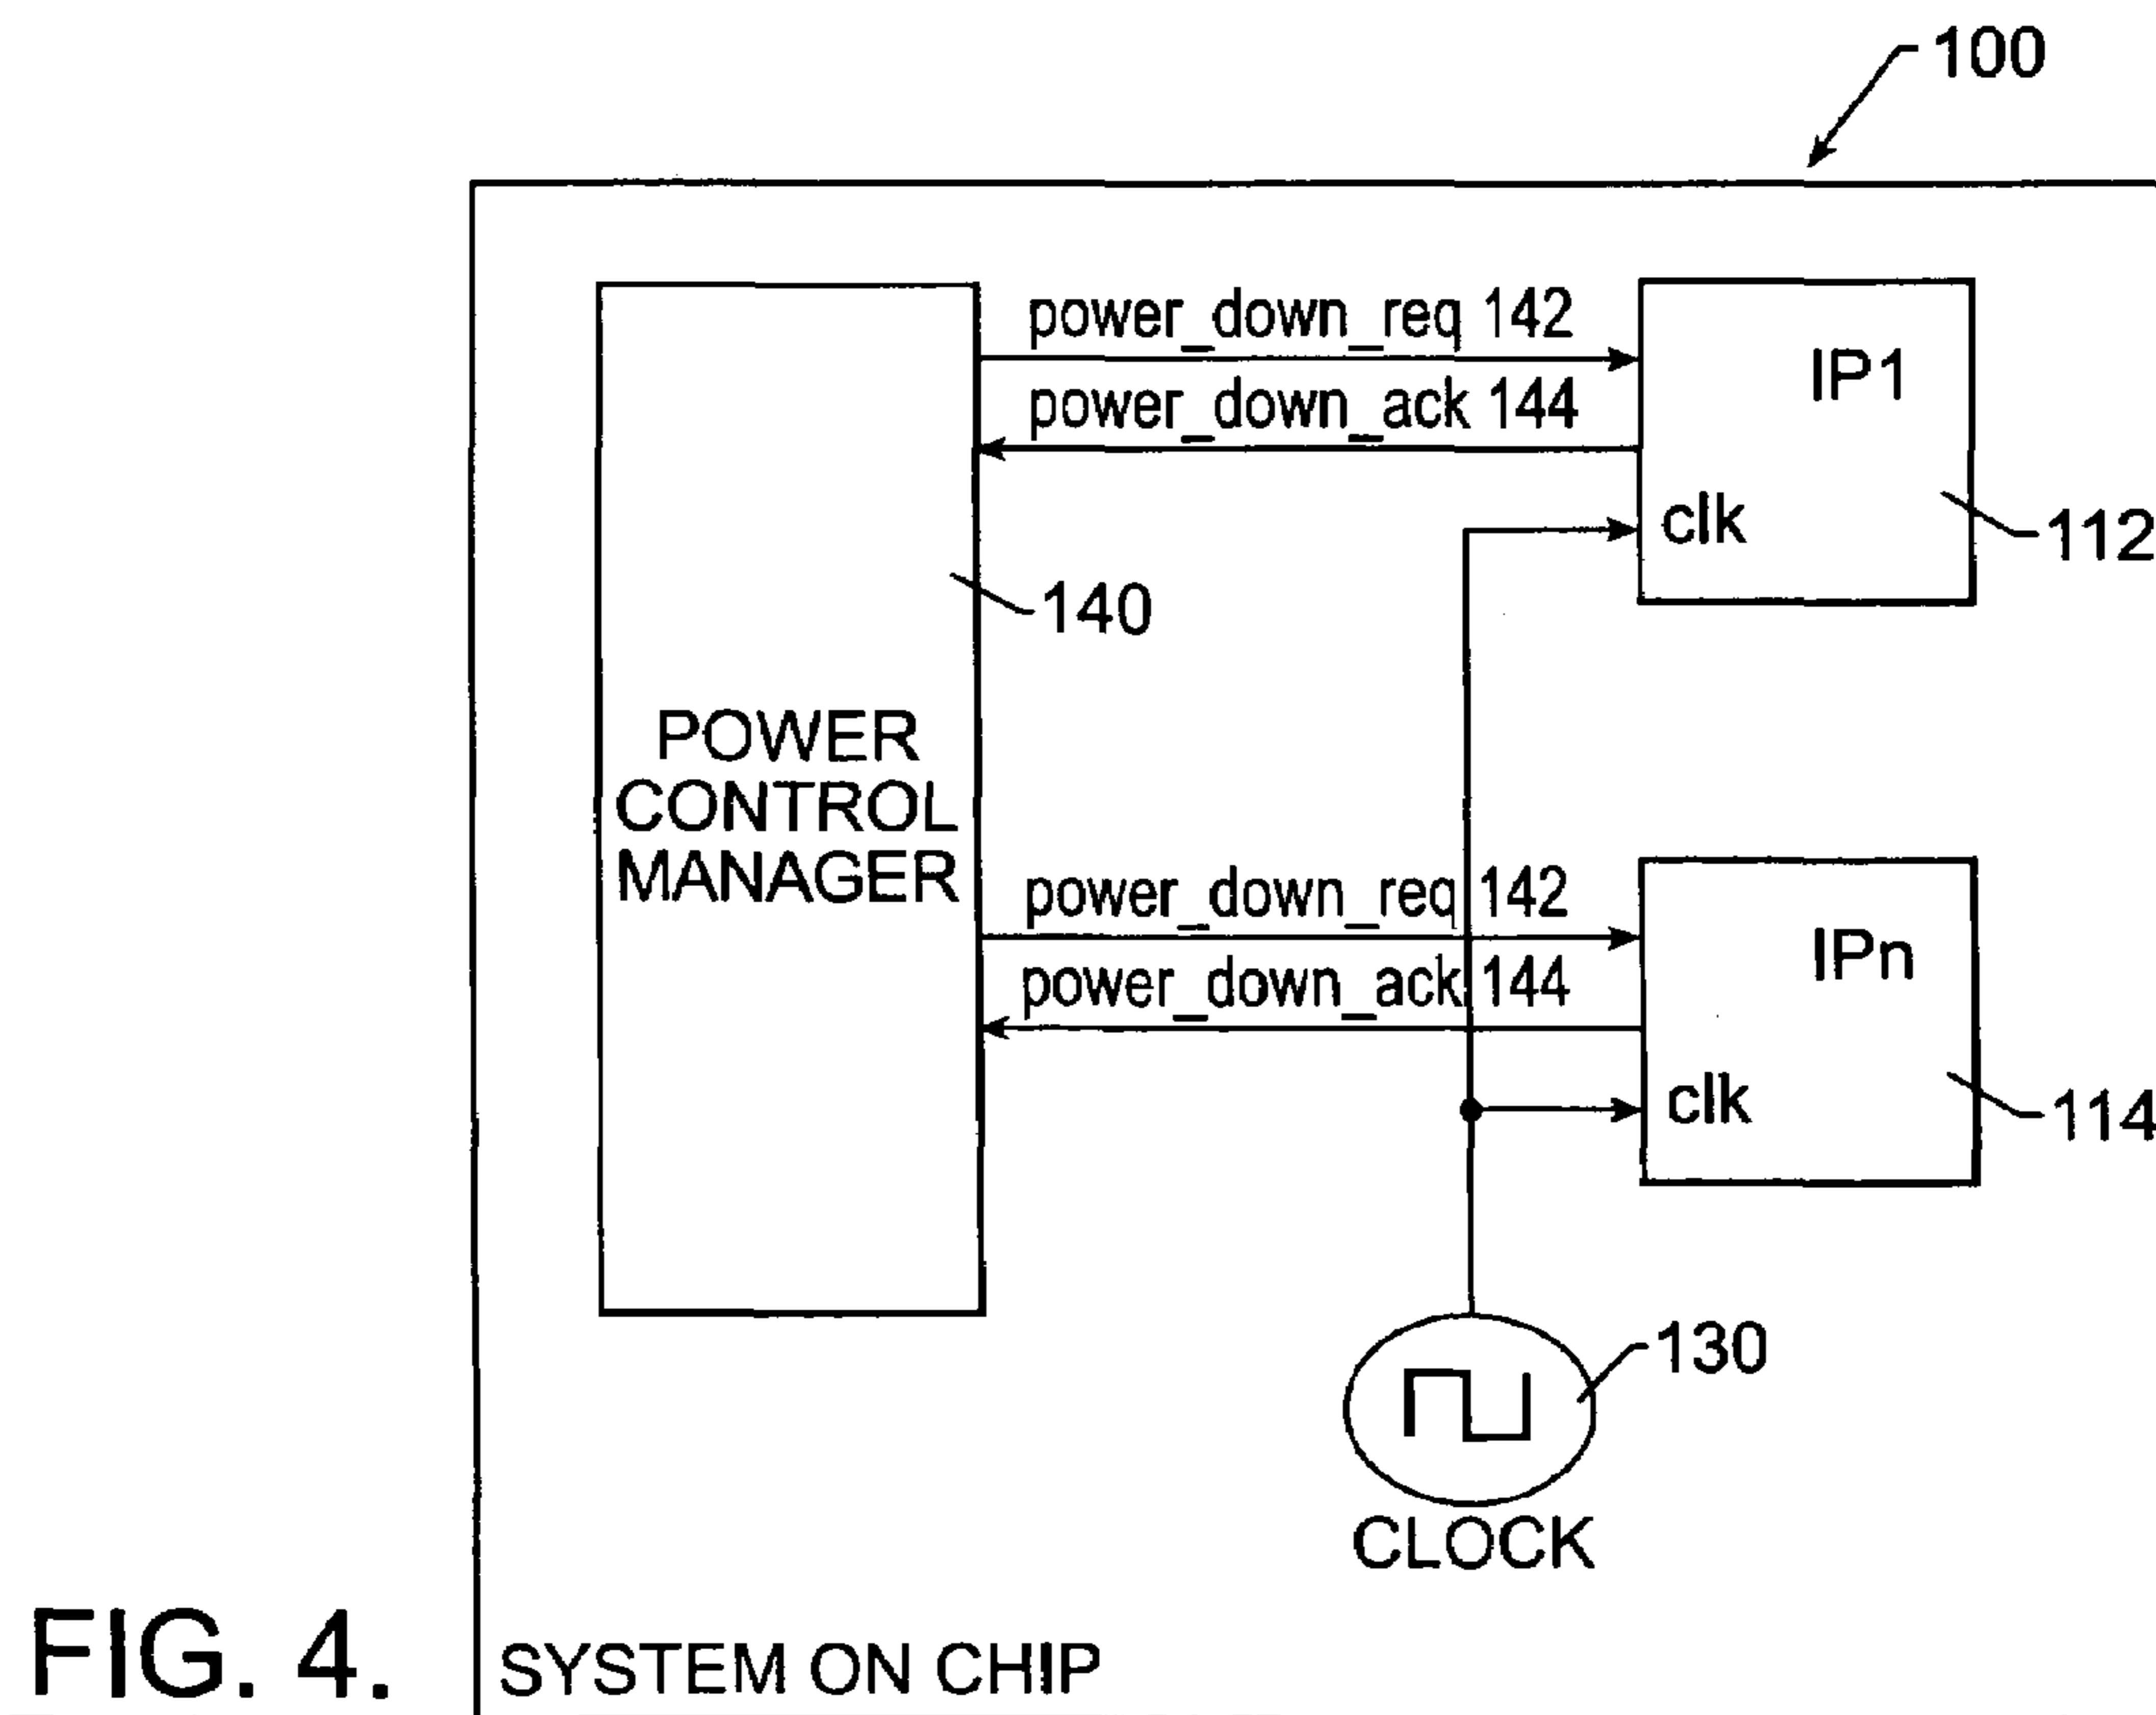 100
power_down_req 142
IP1
power_down_ack 144
clk
112
140
POWER
CONTROL
MANAGER
power_down_req 142
IPn
power_down_ack 144
clk
114
130
CLOCK
FIG. 4.
SYSTEM ON CHIP